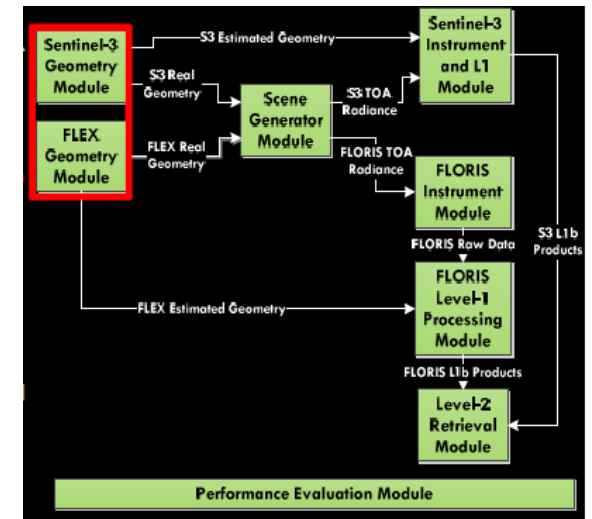 Sentinel-3
Geometry
Module
S3 Estimated Geometry
Sentinel-3
Instrument
and L1
Module
S3 Real
Geometry
Scene
Generator
Module
S3 TOA
Radiance
FLEX
Geometry
Module
FLEX Real
Geometry
FLORIS TOA
Radiance
FLORIS
Instrument
Module
S3 L1b
Products
FLORIS Raw Data
FLEX Estimated Geometry
FLORIS
Level-1
Processing
Module
FLORIS L1b Products
Level-2
Retrieval
Module
Performance Evaluation Module